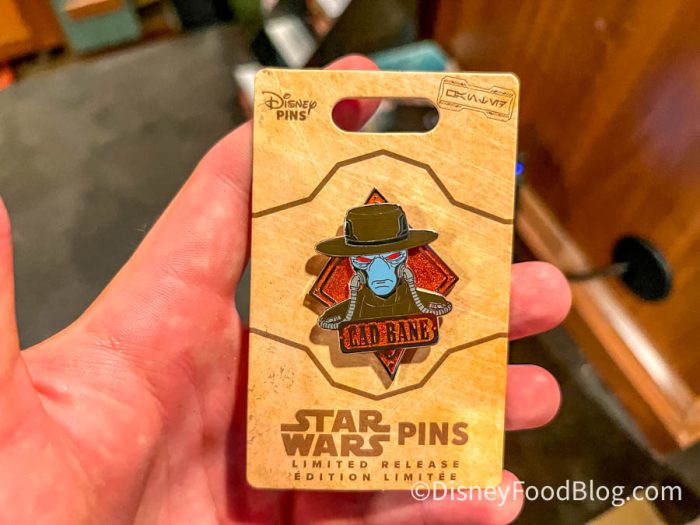 Disney
PINS
CAD BANE
STAR
WARS PINS
LIMITED RELEASE
ÉDITION LIMITÉE
©DisneyFoodBlog.com